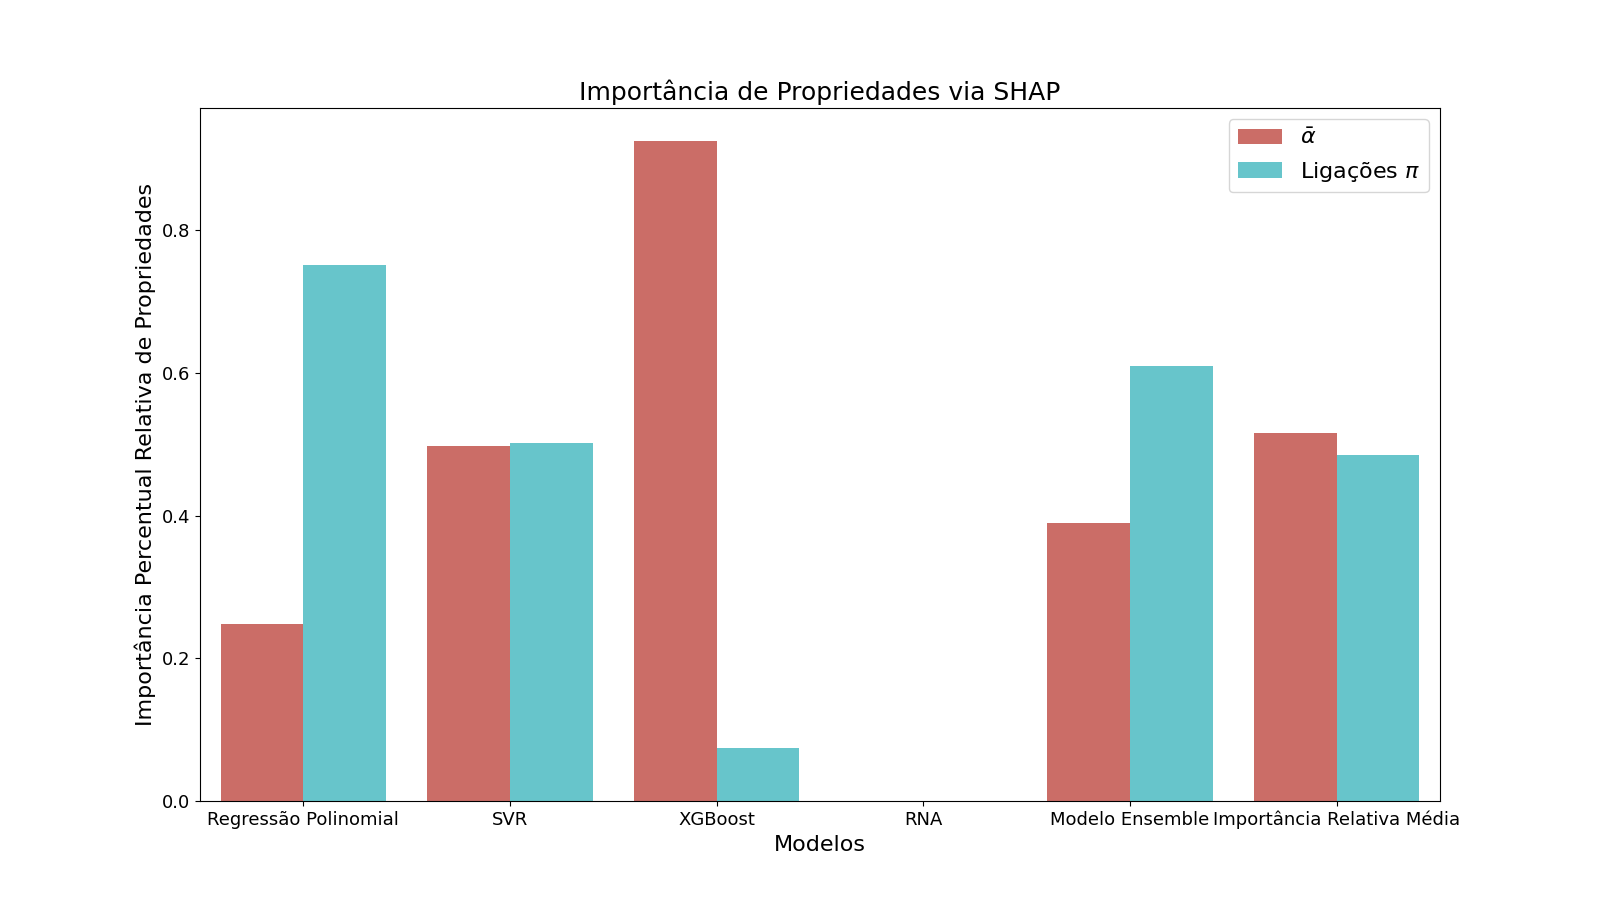 Importância de Propriedades via SHAP
ᾱ
Ligações π
Importância Percentual Relativa de Propriedades
0.8
0.6
0.4
0.2
0.0
Regressão Polinomial
SVR
XGBoost
RNA
Modelo Ensemble
Importância Relativa Média
Modelos